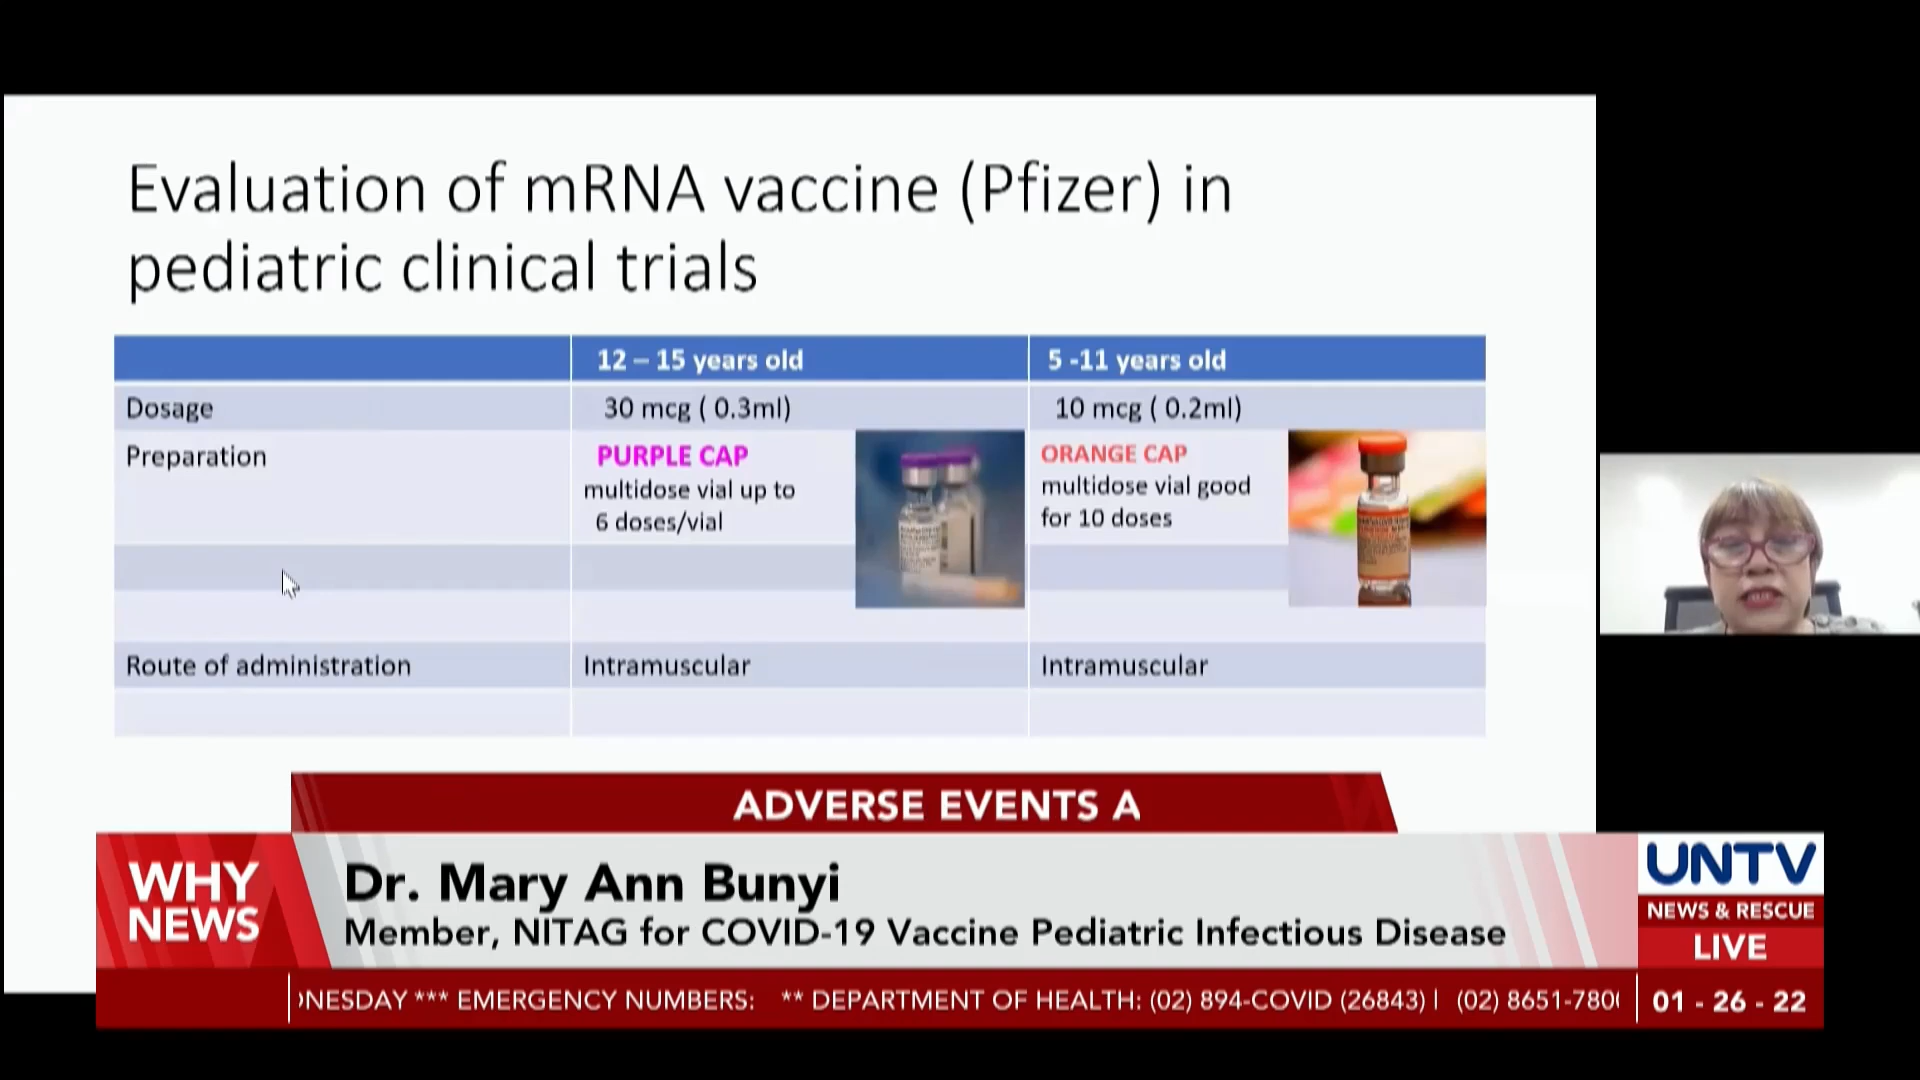 Evaluation of mRNA vaccine (Pfizer) in
pediatric clinical trials
12 – 15 years old
5 -11 years old
Dosage
30 mcg ( 0.3ml)
10 mcg ( 0.2ml)
Preparation
PURPLE CAP
multidose vial up to
6 doses/vial
ORANGE CAP
multidose vial good
for 10 doses
Route of administration
Intramuscular
Intramuscular
ADVERSE EVENTS A
WHY
NEWS
Dr. Mary Ann Bunyi
Member, NITAG for COVID-19 Vaccine Pediatric Infectious Disease
UNTV
NEWS & RESCUE
LIVE
NESDAY *** EMERGENCY NUMBERS: ** DEPARTMENT OF HEALTH: (02) 894-COVID (26843) | (02) 8651-780
01 - 26 - 22